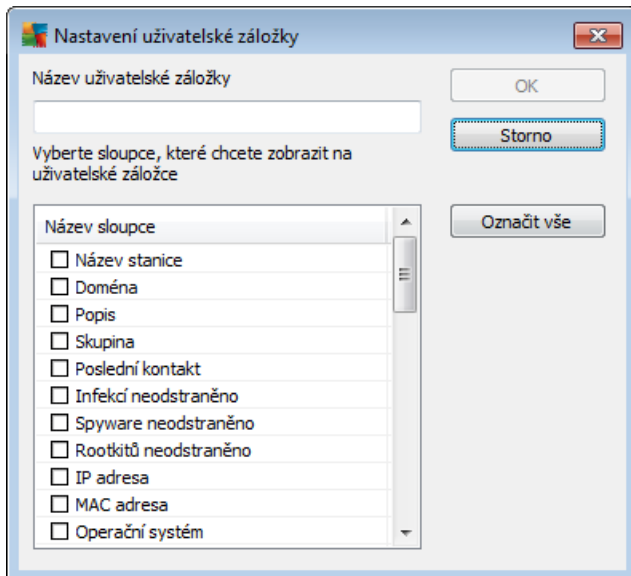 Nastavení uživatelské záložky
Název uživatelské záložky
OK
Storno
Vyberte sloupce, které chcete zobrazit na
uživatelské záložce
Označit vše
Název sloupce
Název stanice
Doména
Popis
Skupina
Poslední kontakt
Infekcí neodstraněno
Spyware neodstraněno
Rootkitů neodstraněno
IP adresa
MAC adresa
Operační systém